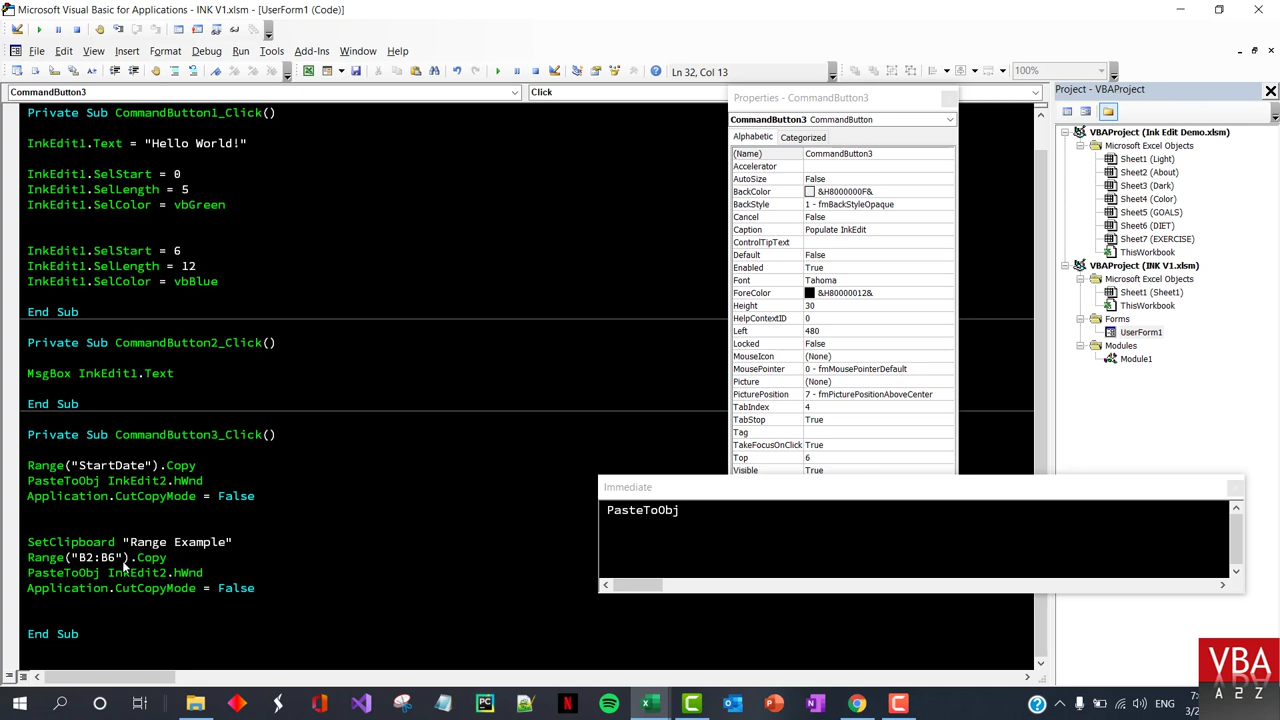 Microsoft Visual Basic for Applications - INK V1.xlsm - [UserForm1 (Code)]
File Edit View Insert Format Debug Run Tools Add-Ins Window Help
Ln 32, Col 13
100%
CommandButton3
Click
Private Sub CommandButton1_Click()
InkEdit1.Text = "Hello World!"
InkEdit1.SelStart = 0
InkEdit1.SelLength = 5
InkEdit1.SelColor = vbGreen
InkEdit1.SelStart = 6
InkEdit1.SelLength = 12
InkEdit1.SelColor = vbBlue
End Sub
Private Sub CommandButton2_Click()
MsgBox InkEdit1.Text
End Sub
Private Sub CommandButton3_Click()
Range("StartDate").Copy
PasteToObj InkEdit2.hWnd
Application.CutCopyMode = False
SetClipboard "Range Example"
Range("B2:B6").Copy
PasteToObj InkEdit2.hWnd
Application.CutCopyMode = False
End Sub
Properties - CommandButton3
CommandButton3 CommandButton
Alphabetic Categorized
(Name) CommandButton3
Accelerator
AutoSize False
BackColor &H8000000F&
BackStyle 1 - fmBackStyleOpaque
Cancel False
Caption Populate InkEdit
ControlTipText
Default False
Enabled True
Font Tahoma
ForeColor &H80000012&
Height 30
HelpContextID 0
Left 480
Locked False
MouseIcon (None)
MousePointer 0 - fmMousePointerDefault
Picture (None)
PicturePosition 7 - fmPicturePositionAboveCenter
TabIndex 4
TabStop True
Tag
TakeFocusOnClick True
Top 6
Visible True
Immediate
PasteToObj
Project - VBAProject
VBAProject (Ink Edit Demo.xlsm)
Microsoft Excel Objects
Sheet1 (Light)
Sheet2 (About)
Sheet3 (Dark)
Sheet4 (Color)
Sheet5 (GOALS)
Sheet6 (DIET)
Sheet7 (EXERCISE)
ThisWorkbook
VBAProject (INK V1.xlsm)
Microsoft Excel Objects
Sheet1 (Sheet1)
ThisWorkbook
Forms
UserForm1
Modules
Module1
VBA
A 2 Z
ENG